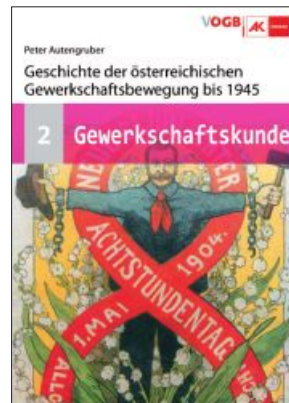 VÖGB AK
Peter Autengruber
Geschichte der österreichischen
Gewerkschaftsbewegung bis 1945
2 Gewerkschaftskunde
ACHTSTUNDENTAG
1. MAI
1904.